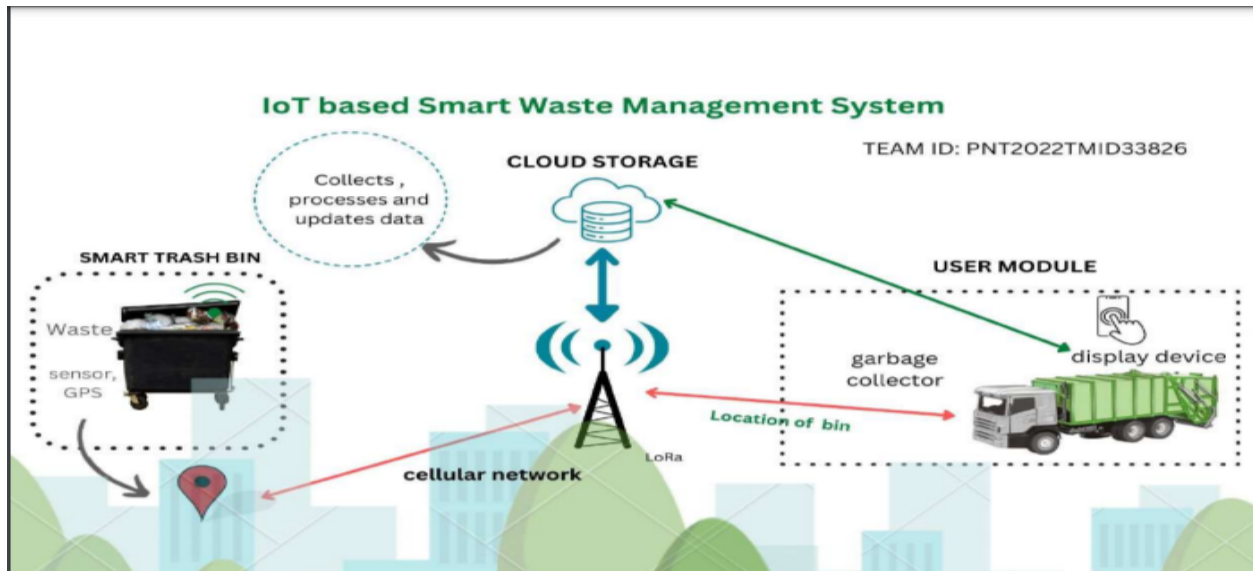 IoT based Smart Waste Management System
TEAM ID: PNT2022TMID33826
CLOUD STORAGE
Collects ,
processes and
updates data
SMART TRASH BIN
Waste
sensor,
GPS
USER MODULE
display device
garbage
collector
Location of bin
LoRa
cellular network